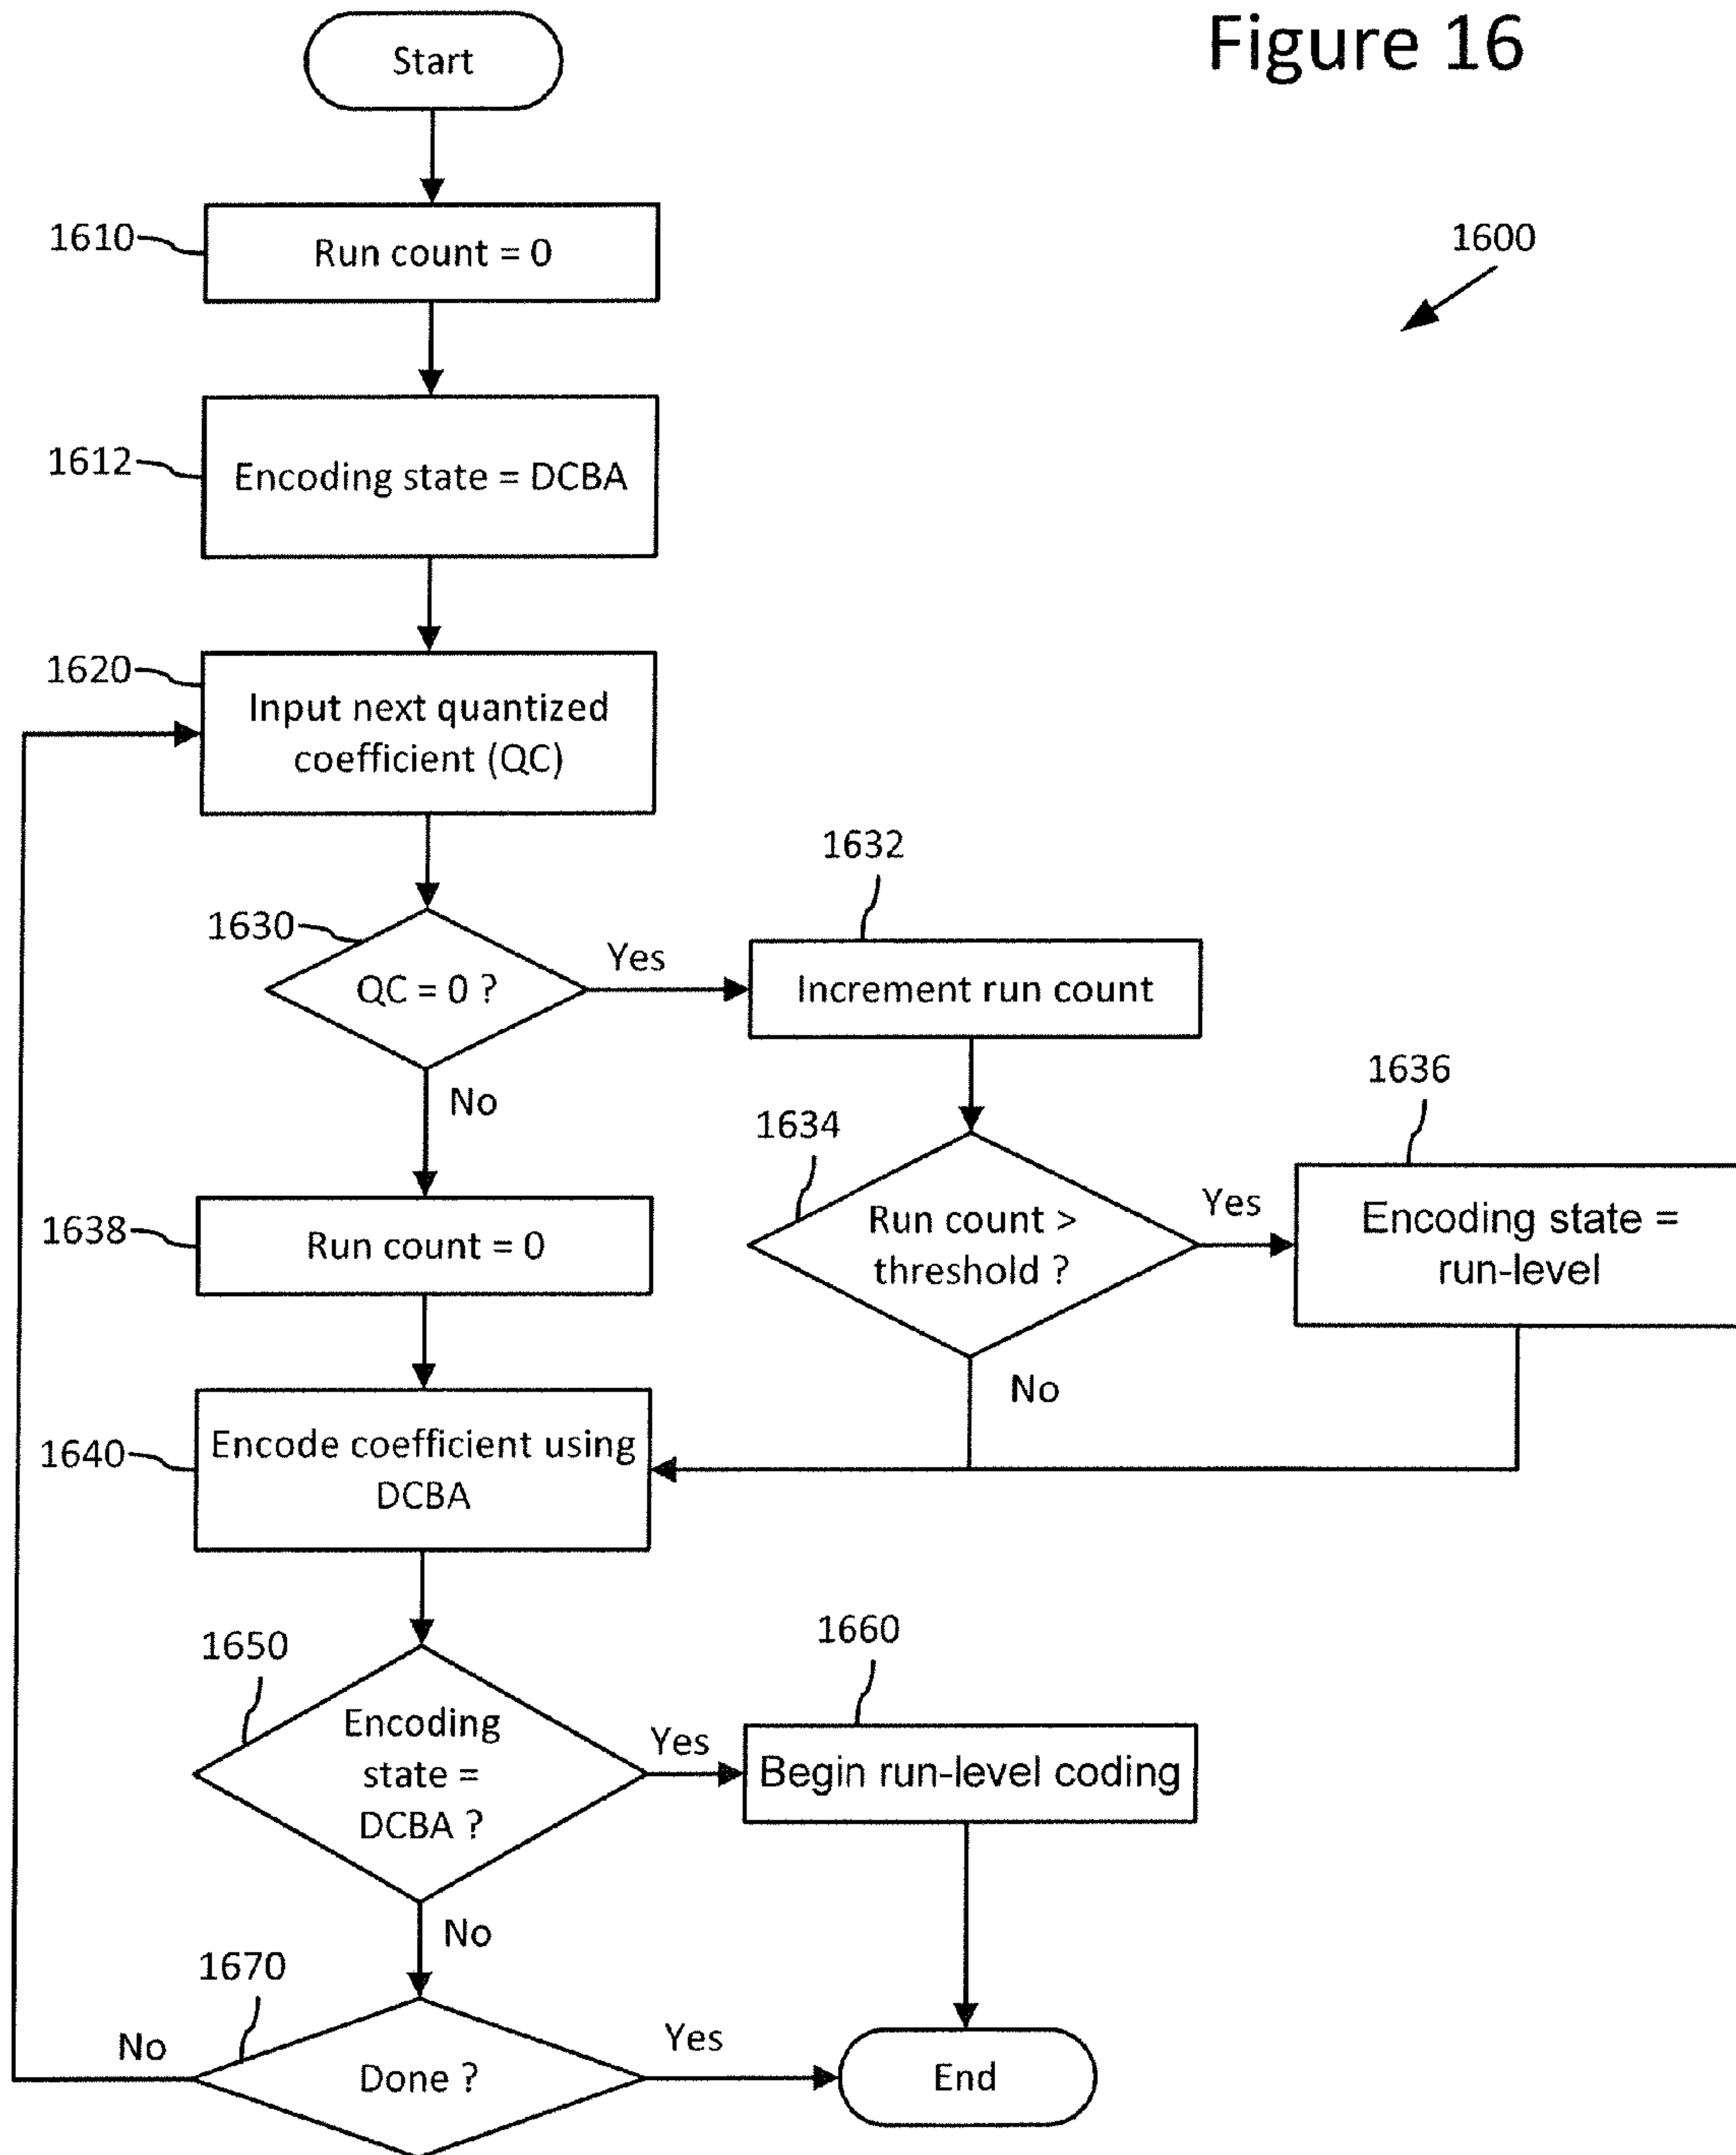 Figure 16
Start
1600
1610
Run count = 0
1612
Encoding state = DCBA
1620
Input next quantized
coefficient (QC)
1632
1630
QC = 0 ?
Yes
Increment run count
No
1636
1634
Run count >
threshold ?
Yes
Encoding state =
run-level
1638
Run count = 0
No
1640
Encode coefficient using
DCBA
1650
1660
Encoding
state =
DCBA ?
Yes
Begin run-level coding
No
1670
No
Done ?
Yes
End